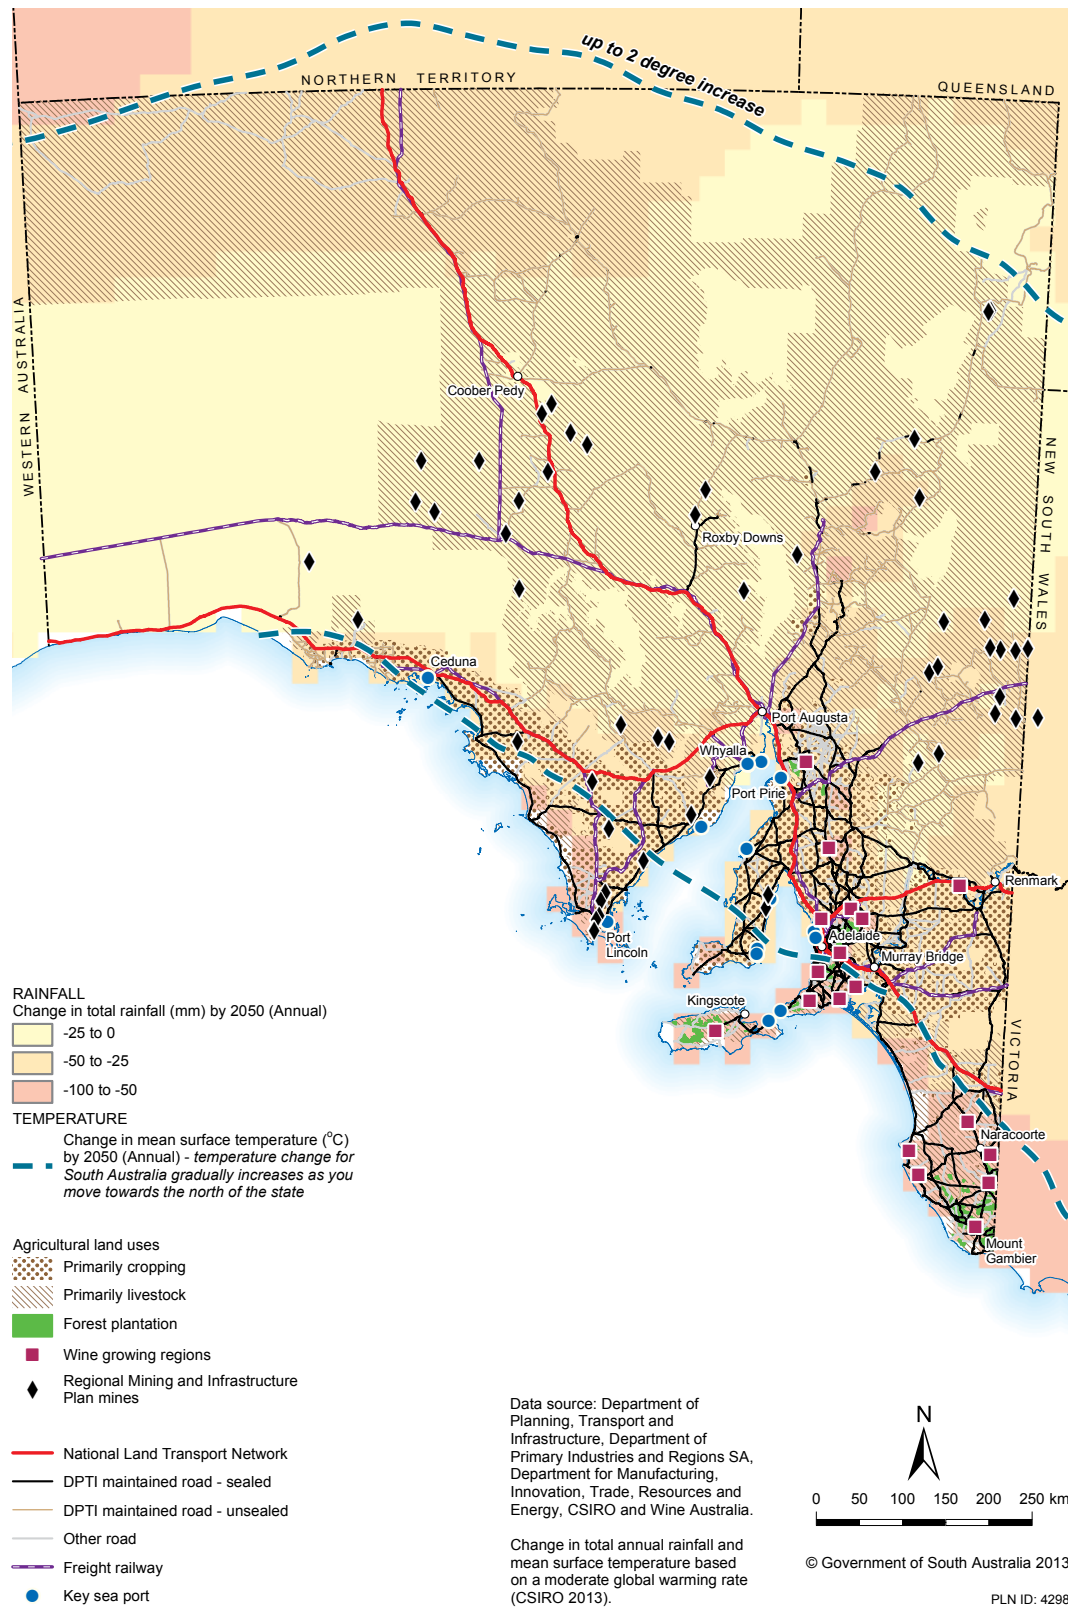 up to 2 degree increase
NORTHERN TERRITORY
QUEENSLAND
WESTERN AUSTRALIA
Coober Pedy
NEW SOUTH WALES
Roxby Downs
Ceduna
Port Augusta
Whyalla
Port Pirie
Renmark
Adelaide
Port
Lincoln
Murray Bridge
Kingscote
VICTORIA
Naracoorte
Mount
Gambier
RAINFALL
Change in total rainfall (mm) by 2050 (Annual)
-25 to 0
-50 to -25
-100 to -50
TEMPERATURE
Change in mean surface temperature (°C)
by 2050 (Annual) - temperature change for
South Australia gradually increases as you
move towards the north of the state
Agricultural land uses
Primarily cropping
Primarily livestock
Forest plantation
Wine growing regions
Regional Mining and Infrastructure
Plan mines
National Land Transport Network
DPTI maintained road - sealed
DPTI maintained road - unsealed
Other road
Freight railway
Key sea port
Data source: Department of
Planning, Transport and
Infrastructure, Department of
Primary Industries and Regions SA,
Department for Manufacturing,
Innovation, Trade, Resources and
Energy, CSIRO and Wine Australia.
Change in total annual rainfall and
mean surface temperature based
on a moderate global warming rate
(CSIRO 2013).
N
0 50 100 150 200 250 km
© Government of South Australia 2013
PLN ID: 4298